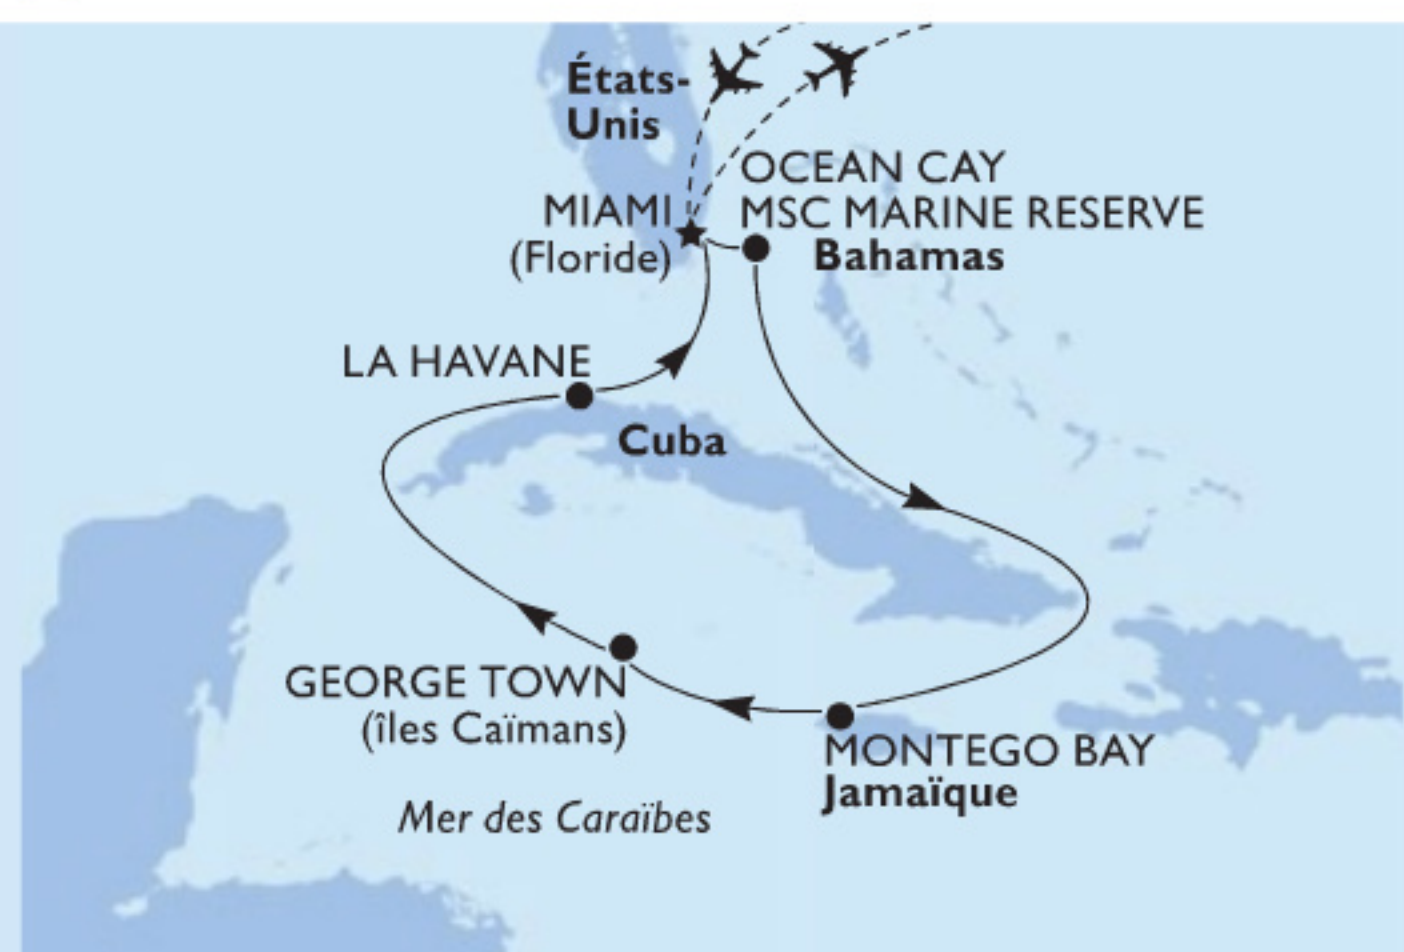 États-
Unis
OCEAN CAY
MIAMI
MSC MARINE RESERVE
(Floride)
Bahamas
LA HAVANE
Cuba
GEORGE TOWN
(îles Caïmans)
MONTEGO BAY
Jamaïque
Mer des Caraïbes